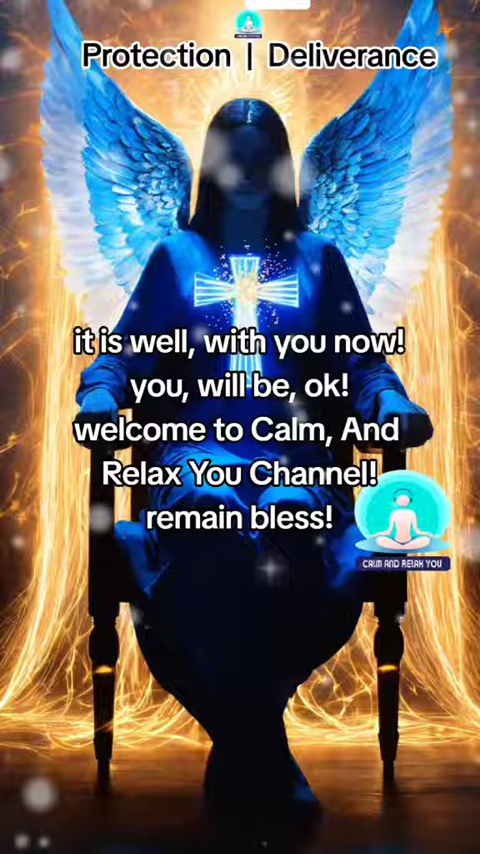 Protection | Deliverance
it is well, with you now!
you, will be, ok!
welcome to Calm, And
Relax You Channel!
remain bless!
CALM AND RELAX YOU